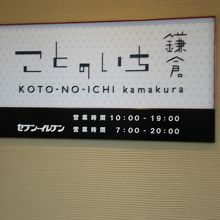 ことのいち 鎌倉
KOTO-NO-ICHI kamakura
営業時間 10:00-19:00
セブン-イレブン 営業時間 7:00-20:00